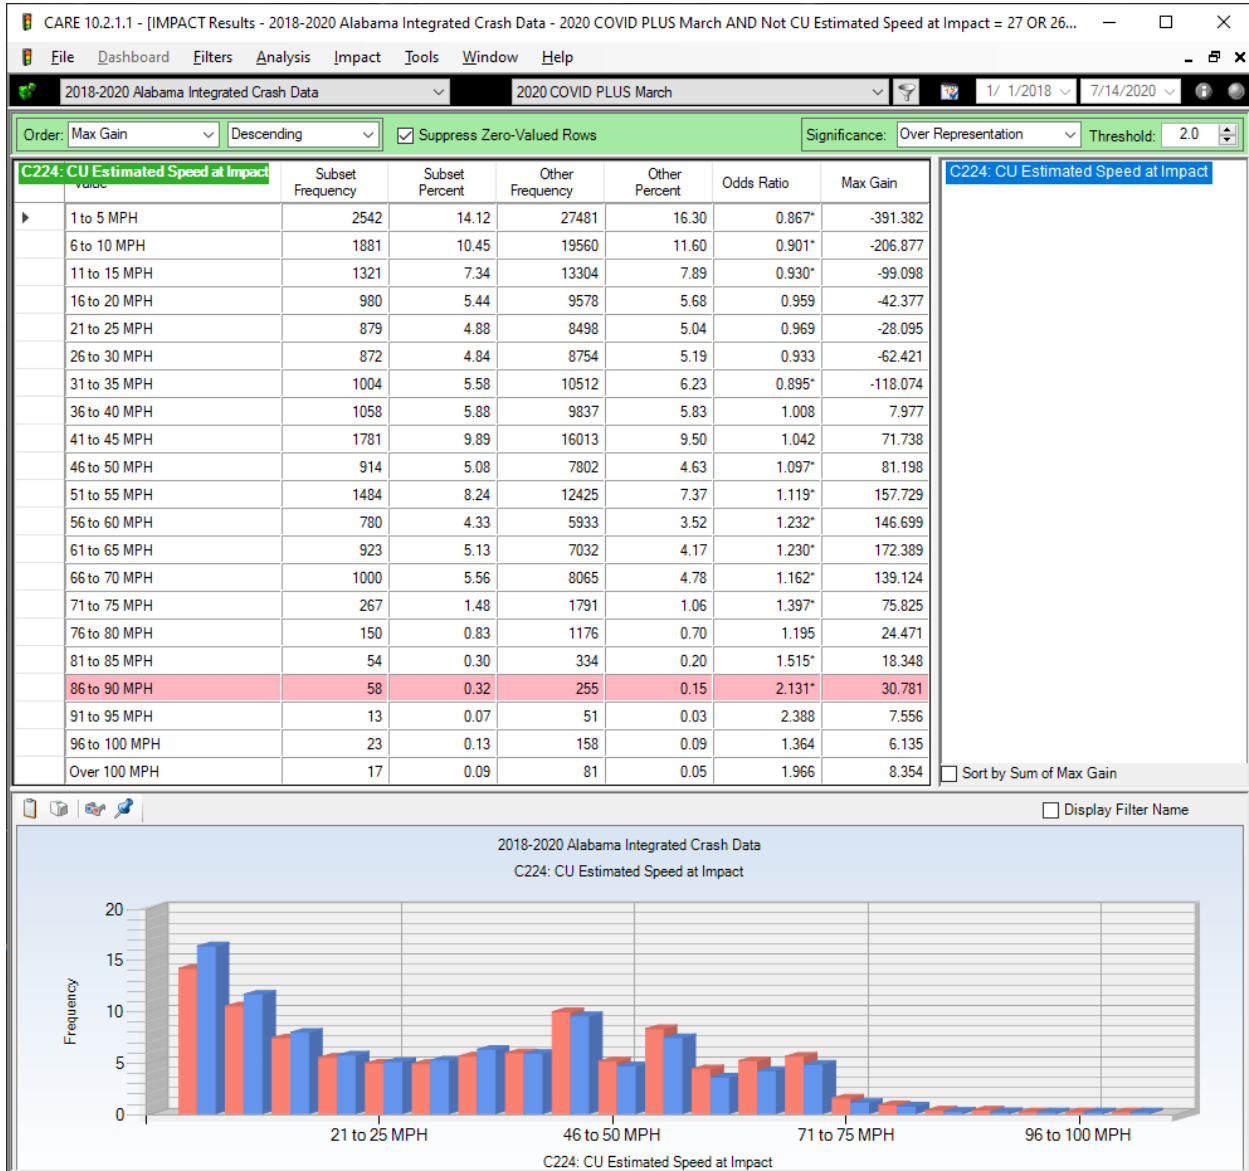 CARE 10.2.1.1 - [IMPACT Results - 2018-2020 Alabama Integrated Crash Data - 2020 COVID PLUS March AND Not CU Estimated Speed at Impact = 27 OR 26...
File Dashboard Filters Analysis Impact Tools Window Help
2018-2020 Alabama Integrated Crash Data 2020 COVID PLUS March 1/ 1/2018 7/14/2020
Order: Max Gain Descending Suppress Zero-Valued Rows Significance: Over Representation Threshold: 2.0
C224: CU Estimated Speed at Impact Subset Frequency Subset Percent Other Frequency Other Percent Odds Ratio Max Gain C224: CU Estimated Speed at Impact
1 to 5 MPH 2542 14.12 27481 16.30 0.867* -391.382
6 to 10 MPH 1881 10.45 19560 11.60 0.901* -206.877
11 to 15 MPH 1321 7.34 13304 7.89 0.930* -99.098
16 to 20 MPH 980 5.44 9578 5.68 0.959 -42.377
21 to 25 MPH 879 4.88 8498 5.04 0.969 -28.095
26 to 30 MPH 872 4.84 8754 5.19 0.933 -62.421
31 to 35 MPH 1004 5.58 10512 6.23 0.895* -118.074
36 to 40 MPH 1058 5.88 9837 5.83 1.008 7.977
41 to 45 MPH 1781 9.89 16013 9.50 1.042 71.738
46 to 50 MPH 914 5.08 7802 4.63 1.097* 81.198
51 to 55 MPH 1484 8.24 12425 7.37 1.119* 157.729
56 to 60 MPH 780 4.33 5933 3.52 1.232* 146.699
61 to 65 MPH 923 5.13 7032 4.17 1.230* 172.389
66 to 70 MPH 1000 5.56 8065 4.78 1.162* 139.124
71 to 75 MPH 267 1.48 1791 1.06 1.397* 75.825
76 to 80 MPH 150 0.83 1176 0.70 1.195 24.471
81 to 85 MPH 54 0.30 334 0.20 1.515* 18.348
86 to 90 MPH 58 0.32 255 0.15 2.131* 30.781
91 to 95 MPH 13 0.07 51 0.03 2.388 7.556
96 to 100 MPH 23 0.13 158 0.09 1.364 6.135
Over 100 MPH 17 0.09 81 0.05 1.966 8.354
Sort by Sum of Max Gain
Display Filter Name
2018-2020 Alabama Integrated Crash Data
C224: CU Estimated Speed at Impact
20
15
10
5
0
Frequency
21 to 25 MPH 46 to 50 MPH 71 to 75 MPH 96 to 100 MPH
C224: CU Estimated Speed at Impact